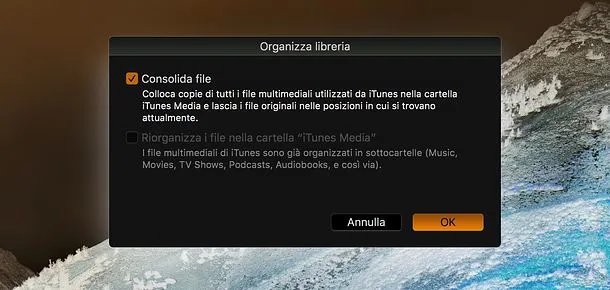 Organizza libreria
Consolida file
Colloca copie di tutti i file multimediali utilizzati da iTunes nella cartella
iTunes Media e lascia i file originali nelle posizioni in cui si trovano
attualmente.
Riorganizza i file nella cartella “iTunes Media”
I file multimediali di iTunes sono già organizzati in sottocartelle (Music,
Movies, TV Shows, Podcasts, Audiobooks, e così via).
Annulla
OK